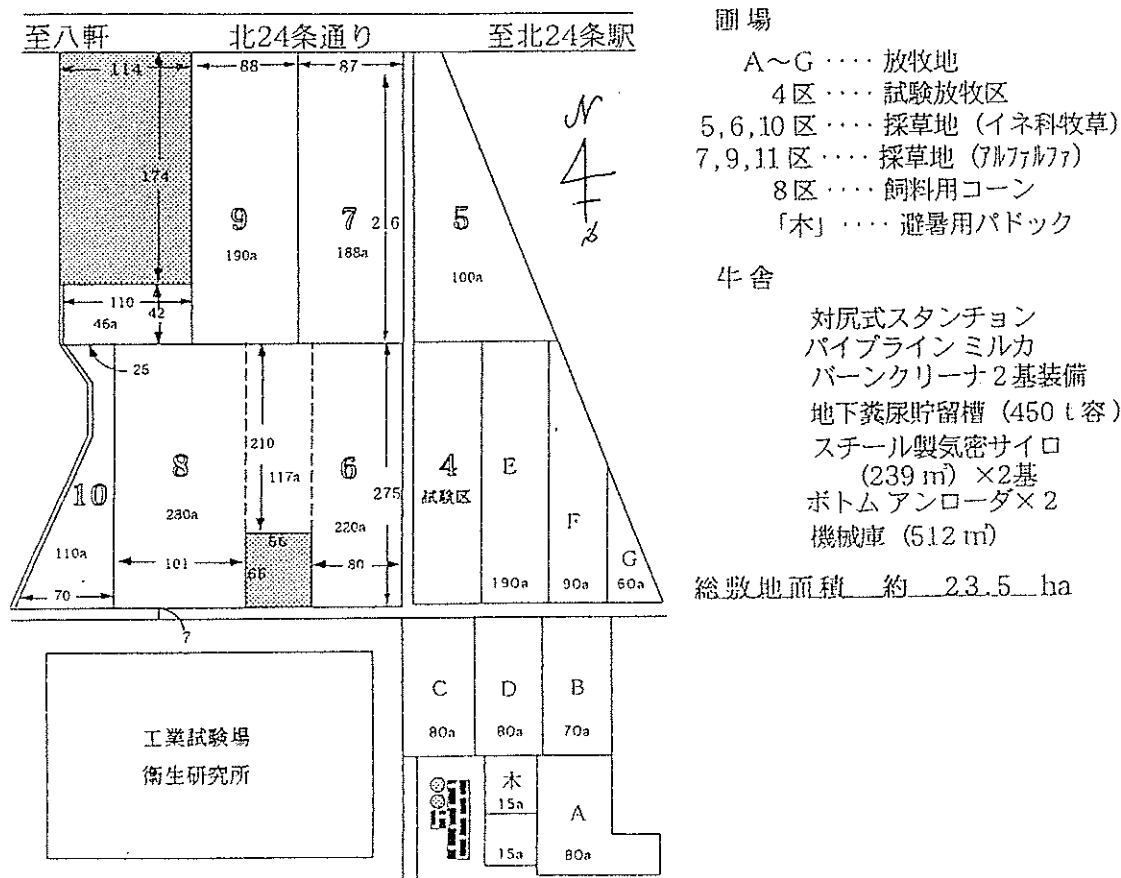 至八軒 北24条通り 至北24条駅
114 88 87
174
9
190a
7
188a
216
5
100a
N
110
46a
42
25
8
280a
210
117a
6
220a
275
4
試験区
E
190a
F
90a
G
60a
10
110a
70
101
66
66
80
7
工業試験場
衛生研究所
C
80a
D
80a
B
70a
木
15a
15a
A
80a
圃場
A～G ‥‥ 放牧地
4区 ‥‥ 試験放牧区
5,6,10区 ‥‥ 採草地 (イネ科牧草)
7,9,11区 ‥‥ 採草地 (アルファルファ)
8区 ‥‥ 飼料用コーン
「木」 ‥‥ 避暑用パドック
牛舎
対尻式スタンチョン
パイプライン ミルカ
バーンクリーナ2基装備
地下糞尿貯留槽 (450 t容)
スチール製気密サイロ
(239㎥) ×2基
ボトム アンローダ×2
機械庫 (512㎡)
総敷地面積 約 23.5 ha